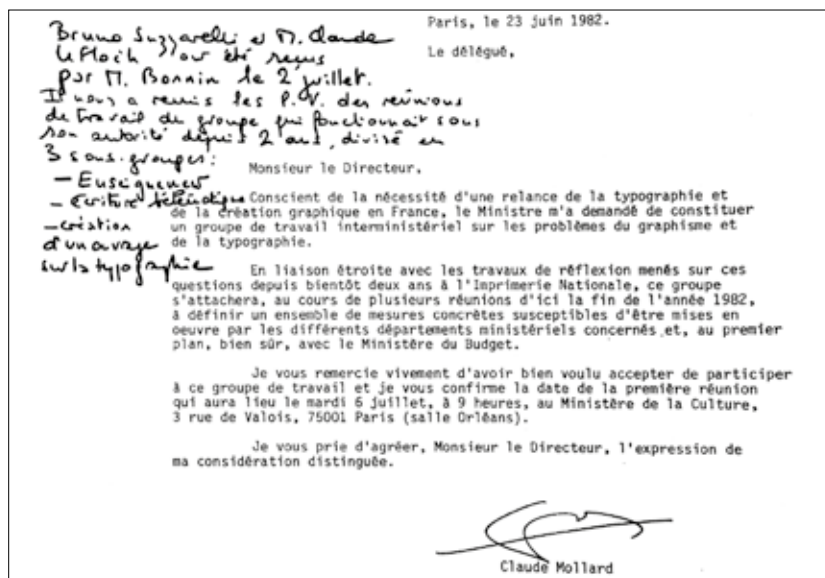 Paris, le 23 juin 1982.
Le délégué,
Bruno Suzzarelli et M. Claude
le Floch ont été reçus
par M. Bonnin le 2 juillet.
Il nous a remis les P.V. des réunions
de travail du groupe qui fonctionnait sous
son autorité depuis 2 ans, divisé en
3 sous-groupes:
- Enseignement
- écriture télématique
- création
d'un ouvrage
sur la typographie
Monsieur le Directeur,
Conscient de la nécessité d'une relance de la typographie et
de la création graphique en France, le Ministre m'a demandé de constituer
un groupe de travail interministériel sur les problèmes du graphisme et
de la typographie.
En liaison étroite avec les travaux de réflexion menés sur ces
questions depuis bientôt deux ans à l'Imprimerie Nationale, ce groupe
s'attachera, au cours de plusieurs réunions d'ici la fin de l'année 1982,
à définir un ensemble de mesures concrètes susceptibles d'être mises en
oeuvre par les différents départements ministériels concernés et, au premier
plan, bien sûr, avec le Ministère du Budget.
Je vous remercie vivement d'avoir bien voulu accepter de participer
à ce groupe de travail et je vous confirme la date de la première réunion
qui aura lieu le mardi 6 juillet, à 9 heures, au Ministère de la Culture,
3 rue de Valois, 75001 Paris (salle Orléans).
Je vous prie d'agréer, Monsieur le Directeur, l'expression de
ma considération distinguée.
Claude Mollard